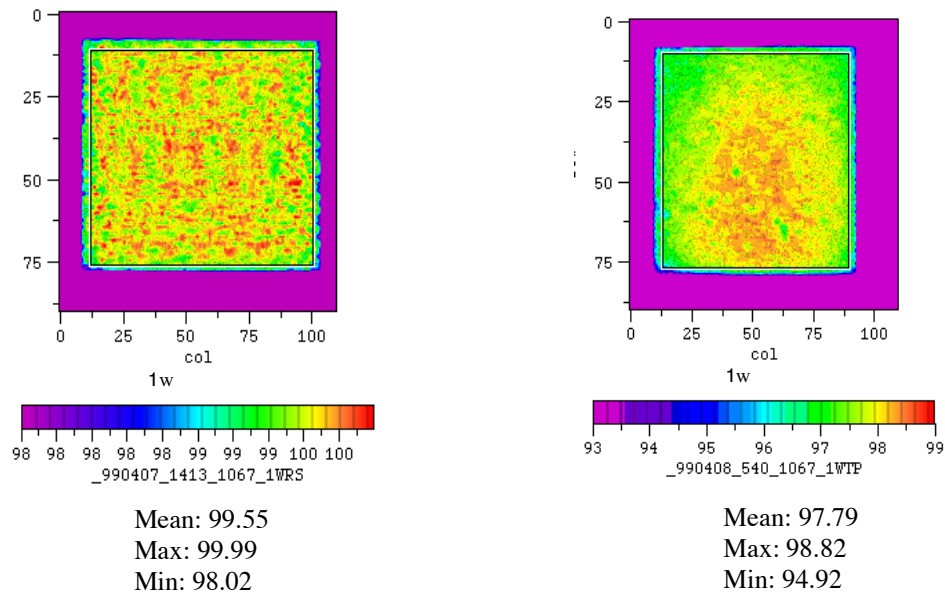 0
25
50
75
0 25 50 75 100
col
1w
98 98 98 98 98 99 99 99 100 100
_990407_1413_1067_1WRS
Mean: 99.55
Max: 99.99
Min: 98.02
0
25
50
75
0 25 50 75 100
col
1w
93 94 95 96 97 98 99
_990408_540_1067_1WTP
Mean: 97.79
Max: 98.82
Min: 94.92